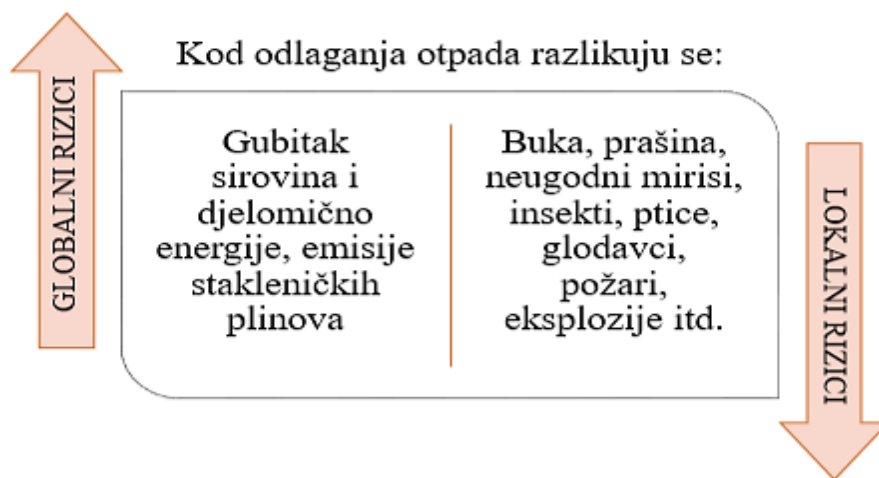 Kod odlaganja otpada razlikuju se:
GLOBALNI RIZICI
Gubitak
sirovina i
djelomično
energije, emisije
stakleničkih
plinova
Buka, prašina,
neugodni mirisi,
insekti, ptice,
glodavci,
požari,
eksplozije itd.
LOKALNI RIZICI